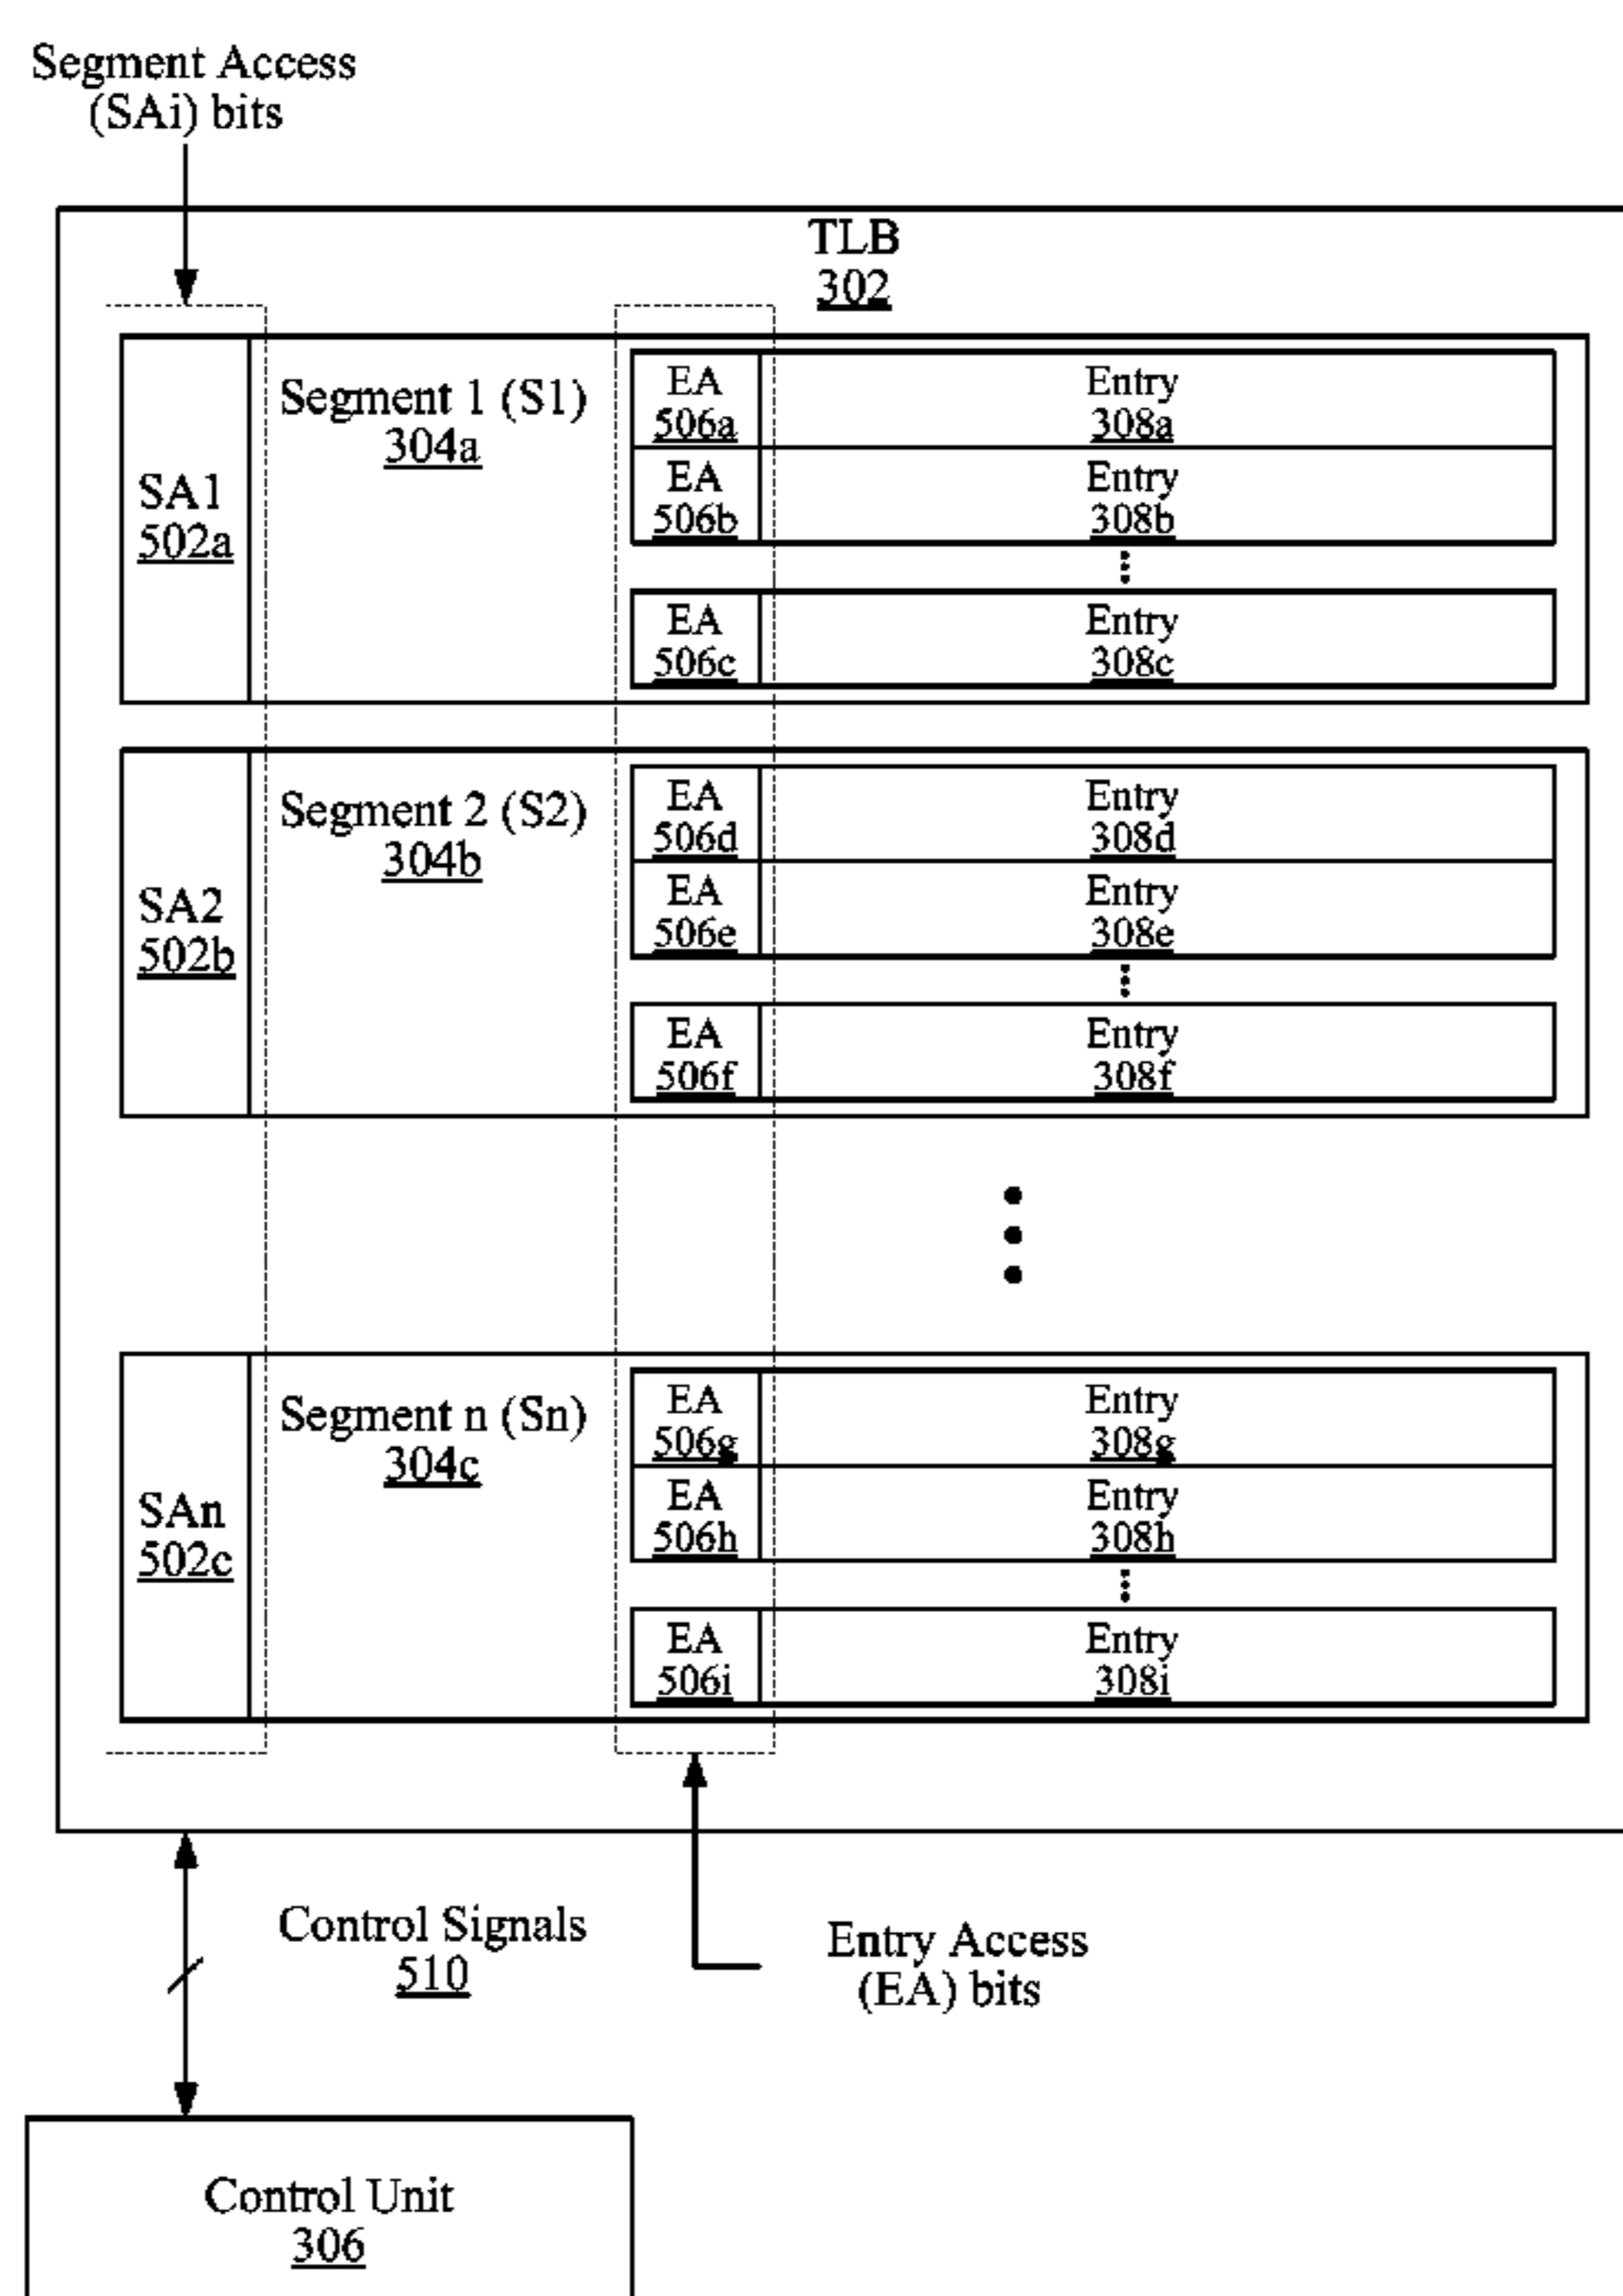 Segment Access
(SAi) bits
TLB
302
SA1
502a
Segment 1 (S1)
304a
EA
506a
Entry
308a
EA
506b
Entry
308b
EA
506c
Entry
308c
SA2
502b
Segment 2 (S2)
304b
EA
506d
Entry
308d
EA
506e
Entry
308e
EA
506f
Entry
308f
SAn
502c
Segment n (Sn)
304c
EA
506g
Entry
308g
EA
506h
Entry
308h
EA
506i
Entry
308i
Control Signals
510
Entry Access
(EA) bits
Control Unit
306